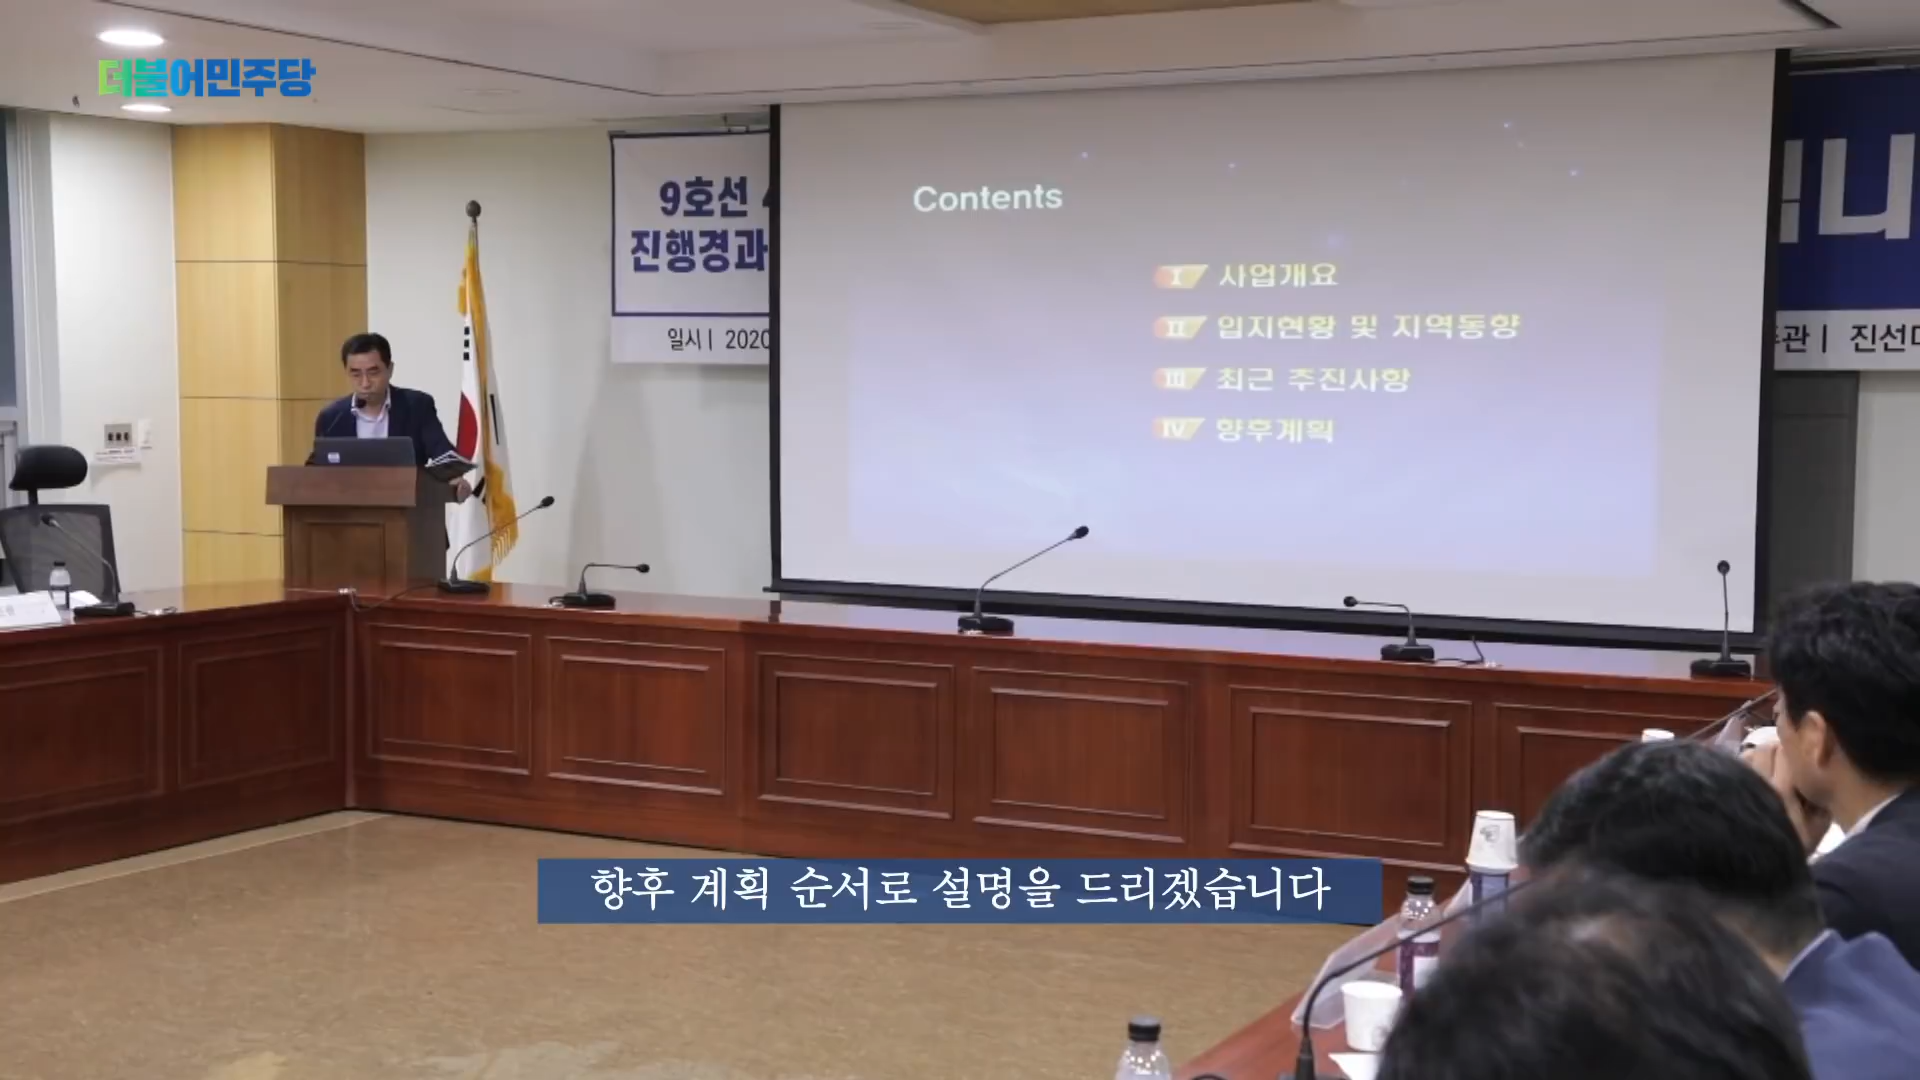 더불어민주당
9호선
진행경과
일시 | 2020
Contents
I 사업개요
II 입지현황 및 지역동향
III 최근 추진사항
IV 향후계획
관 | 진선미
향후 계획 순서로 설명을 드리겠습니다